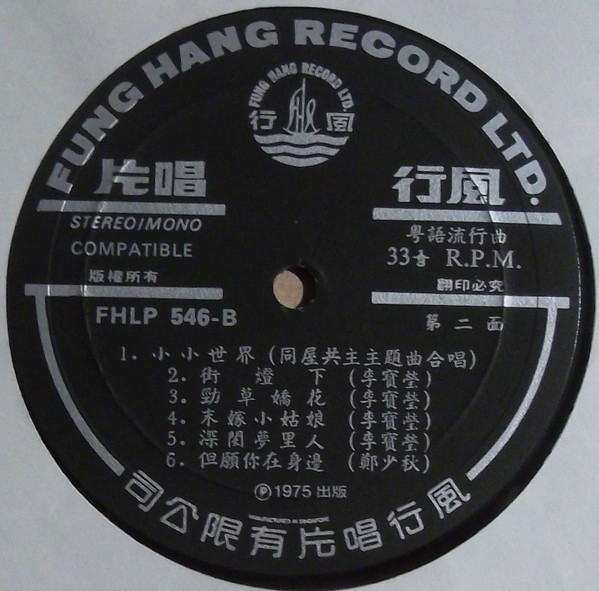 FUNG HANG RECORD LTD.
FUNG HANG RECORD LTD.
行 FHR 風
片唱 行風
STEREO/MONO
COMPATIBLE
版權所有
粵語流行曲
33⅓ R.P.M.
翻印必究
FHLP 546-B
第二面
1. 小小世界 (同屋共主主題曲合唱)
2. 街燈下 (李寶瑩)
3. 勁草嬌花 (李寶瑩)
4. 未嫁小姑娘 (李寶瑩)
5. 深閨夢里人 (李寶瑩)
6. 但願你在身邊 (鄭少秋)
℗1975 出版
MANUFACTURED IN SINGAPORE
司公限有片唱行風